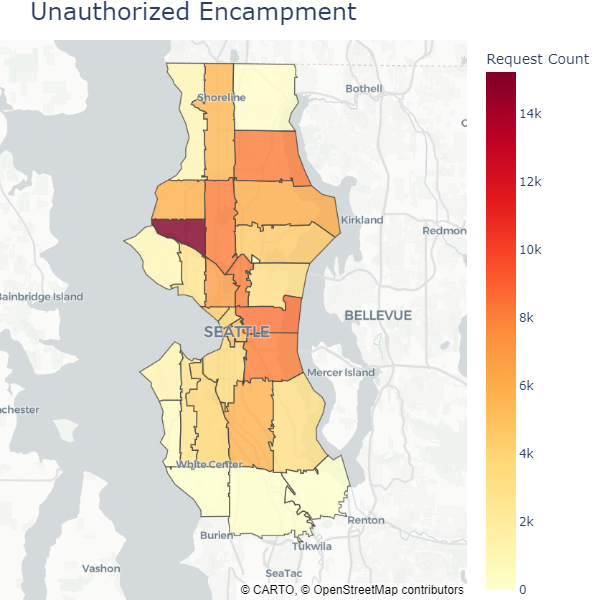 Unauthorized Encampment
Request Count
Bothell
Shoreline
14k
12k
Kirkland
Redmon
10k
Bainbridge Island
8k
BELLEVUE
SEATTLE
Mercer Island
6k
nchester
4k
White Center
2k
Renton
Burien
Tukwila
Vashon
SeaTac
0
© CARTO, © OpenStreetMap contributors